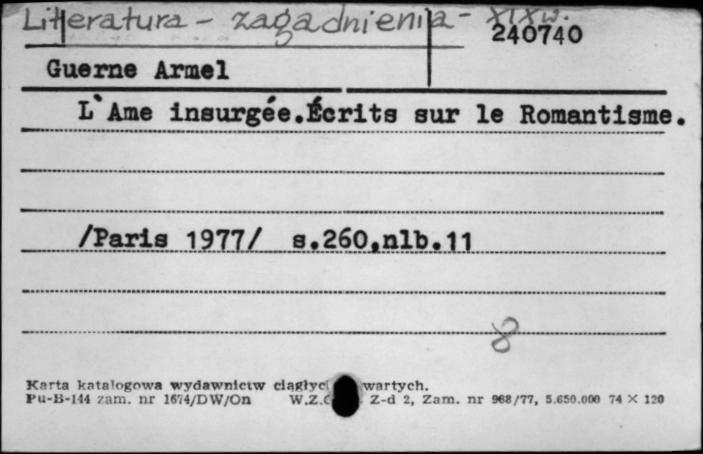 Literatura - zagadnienia - XIX w.
240740
Guerne Armel
L`Ame insurgée.Écrits sur le Romantisme.
/Paris 1977/ s.260,nlb.11
8
Karta katalogowa wydawnictw wartych.
Pu-B-144 zam. nr 1674/DW/On W.Z. Z-d 2, Zam. nr 968/77, 5.650.000 74 X 120